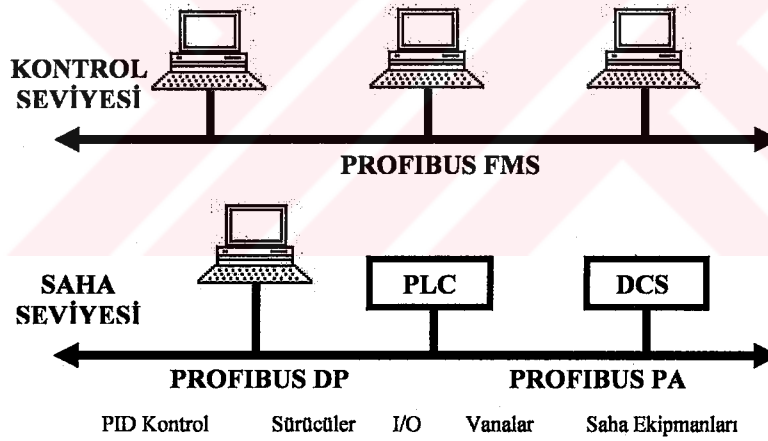 KONTROL
SEVİYESİ
PROFIBUS FMS
SAHA
SEVİYESİ
PLC
DCS
PROFIBUS DP
PROFIBUS PA
PID Kontrol Sürücüler I/O Vanalar Saha Ekipmanları